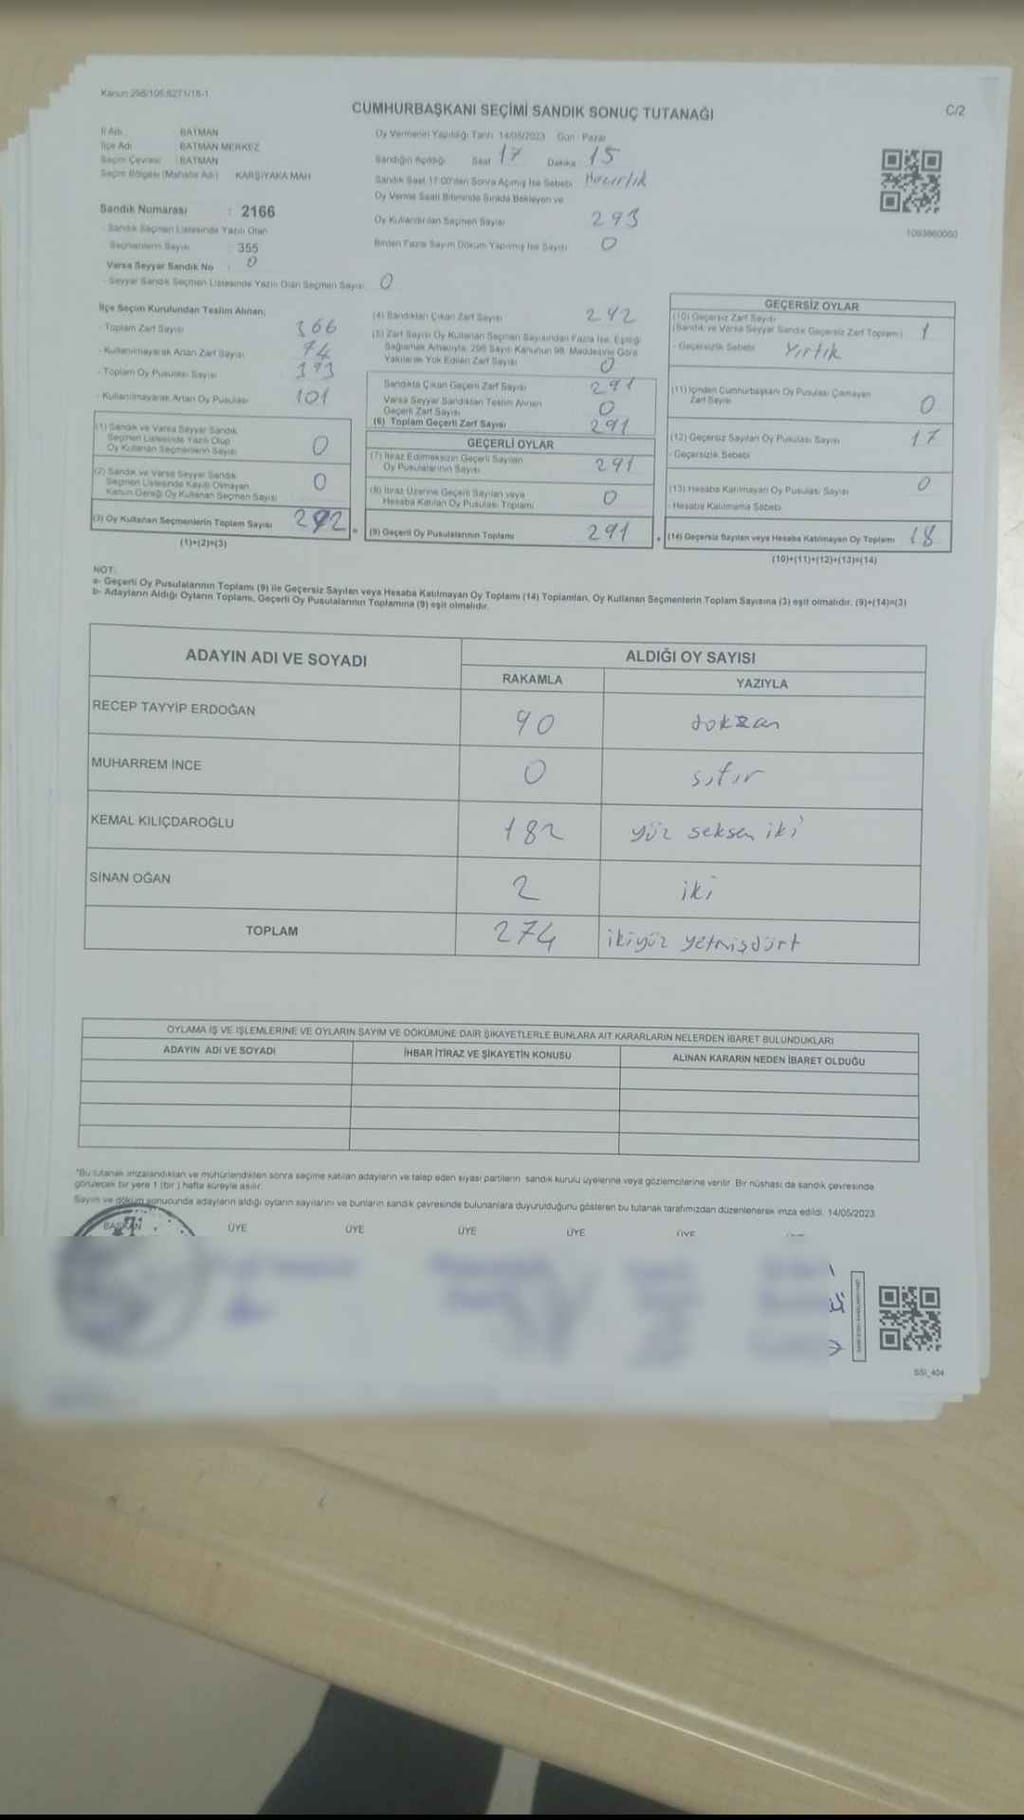 Kanun:298/105;6271/18-1
CUMHURBAŞKANI SEÇİMİ SANDIK SONUÇ TUTANAĞI
C/2
İl Adı : BATMAN
İlçe Adı : BATMAN MERKEZ
Seçim Çevresi : BATMAN
Seçim Bölgesi (Mahalle Adı) : KARŞIYAKA MAH
Sandık Numarası : 2166
Sandık Seçmen Listesinde Yazılı Olan
Seçmenlerin Sayısı : 355
Varsa Seyyar Sandık No : 0
Seyyar Sandık Seçmen Listesinde Yazılı Olan Seçmen Sayısı 0
Oy Vermenin Yapıldığı Tarih 14/05/2023 Gün Pazar
Sandığın Açıldığı Saat 17 Dakika 15
Sandık Saat 17:00'den Sonra Açılmış İse Sebebi Hazırlık
Oy Verme Saati Bitiminde Sırada Bekleyen ve
Oy Kullandırılan Seçmen Sayısı 293
Birden Fazla Sayım Döküm Yapılmış İse Sayısı 0
1093860060
İlçe Seçim Kurulundan Teslim Alınan;
- Toplam Zarf Sayısı 366
- Kullanılmayarak Artan Zarf Sayısı 74
- Toplam Oy Pusulası Sayısı 393
- Kullanılmayarak Artan Oy Pusulası 101
(1) Sandık ve Varsa Seyyar Sandık
Seçmen Listesinde Yazılı Olup
Oy Kullanan Seçmenlerin Sayısı 0
(2) Sandık ve Varsa Seyyar Sandık
Seçmen Listesinde Kaydı Olmayan
Kanun Gereği Oy Kullanan Seçmen Sayısı 0
(3) Oy Kullanan Seçmenlerin Toplam Sayısı 292
(1)+(2)=(3)
(4) Sandıktan Çıkan Zarf Sayısı 292
(5) Zarf Sayısı Oy Kullanan Seçmen Sayısından Fazla İse, Eşitliği
Sağlamak Amacıyla, 298 Sayılı Kanunun 98. Maddesine Göre
Yakılarak Yok Edilen Zarf Sayısı 0
Sandıkta Çıkan Geçerli Zarf Sayısı 291
Varsa Seyyar Sandıktan Teslim Alınan
Geçerli Zarf Sayısı 0
(6) Toplam Geçerli Zarf Sayısı 291
GEÇERLİ OYLAR
(7) İtiraz Edilmeksizin Geçerli Sayılan
Oy Pusulalarının Sayısı 291
(8) İtiraz Üzerine Geçerli Sayılan veya
Hesaba Katılan Oy Pusulası Toplamı 0
(9) Geçerli Oy Pusulalarının Toplamı 291
GEÇERSİZ OYLAR
(10) Geçersiz Zarf Sayısı
(Sandık ve Varsa Seyyar Sandık Geçersiz Zarf Toplamı) 1
- Geçersizlik Sebebi Yırtık
(11) İçinden Cumhurbaşkanı Oy Pusulası Çıkmayan
Zarf Sayısı 0
(12) Geçersiz Sayılan Oy Pusulası Sayısı 17
- Geçersizlik Sebebi
(13) Hesaba Katılmayan Oy Pusulası Sayısı 0
- Hesaba Katılmama Sebebi
(14) Geçersiz Sayılan veya Hesaba Katılmayan Oy Toplamı 18
(10)+(11)+(12)+(13)=(14)
NOT:
a- Geçerli Oy Pusulalarının Toplamı (9) ile Geçersiz Sayılan veya Hesaba Katılmayan Oy Toplamı (14) Toplamları, Oy Kullanan Seçmenlerin Toplam Sayısına (3) eşit olmalıdır. (9)+(14)=(3)
b- Adayların Aldığı Oyların Toplamı, Geçerli Oy Pusulalarının Toplamına (9) eşit olmalıdır.
ADAYIN ADI VE SOYADI
ALDIĞI OY SAYISI
RAKAMLA YAZIYLA
RECEP TAYYİP ERDOĞAN 90 dokzan
MUHARREM İNCE 0 sıfır
KEMAL KILIÇDAROĞLU 182 yüz seksen iki
SİNAN OĞAN 2 iki
TOPLAM 274 ikiyüz yetmişdört
OYLAMA İŞ VE İŞLEMLERİNE VE OYLARIN SAYIM VE DÖKÜMÜNE DAİR ŞİKAYETLERLE BUNLARA AİT KARARLARIN NELERDEN İBARET BULUNDUKLARI
ADAYIN ADI VE SOYADI İHBAR İTİRAZ VE ŞİKAYETİN KONUSU ALINAN KARARIN NEDEN İBARET OLDUĞU
*Bu tutanak imzalandıktan ve mühürlendikten sonra seçime katılan adayların ve talep eden siyasi partilerin sandık kurulu üyelerine veya gözlemcilerine verilir. Bir nüshası da sandık çevresinde
görülecek bir yere 1 (bir ) hafta süreyle asılır.
Sayım ve döküm sonucunda adayların aldığı oyların sayılarını ve bunların sandık çevresinde bulunanlara duyurulduğunu gösteren bu tutanak tarafımızdan düzenlenerek imza edildi. 14/05/2023
BAŞKAN ÜYE ÜYE ÜYE ÜYE ÜYE
SSI_404